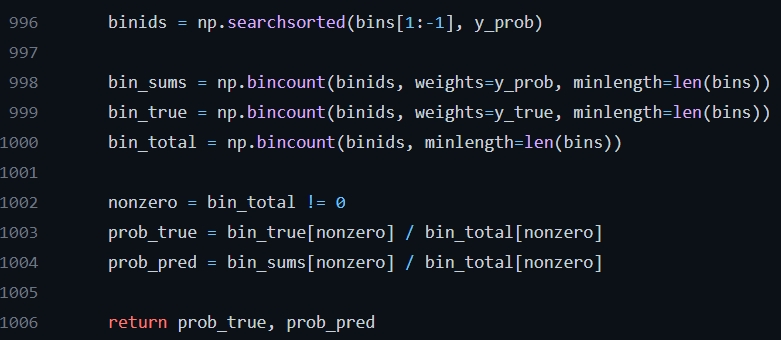 996 binids = np.searchsorted(bins[1:-1], y_prob)
997
998 bin_sums = np.bincount(binids, weights=y_prob, minlength=len(bins))
999 bin_true = np.bincount(binids, weights=y_true, minlength=len(bins))
1000 bin_total = np.bincount(binids, minlength=len(bins))
1001
1002 nonzero = bin_total != 0
1003 prob_true = bin_true[nonzero] / bin_total[nonzero]
1004 prob_pred = bin_sums[nonzero] / bin_total[nonzero]
1005
1006 return prob_true, prob_pred